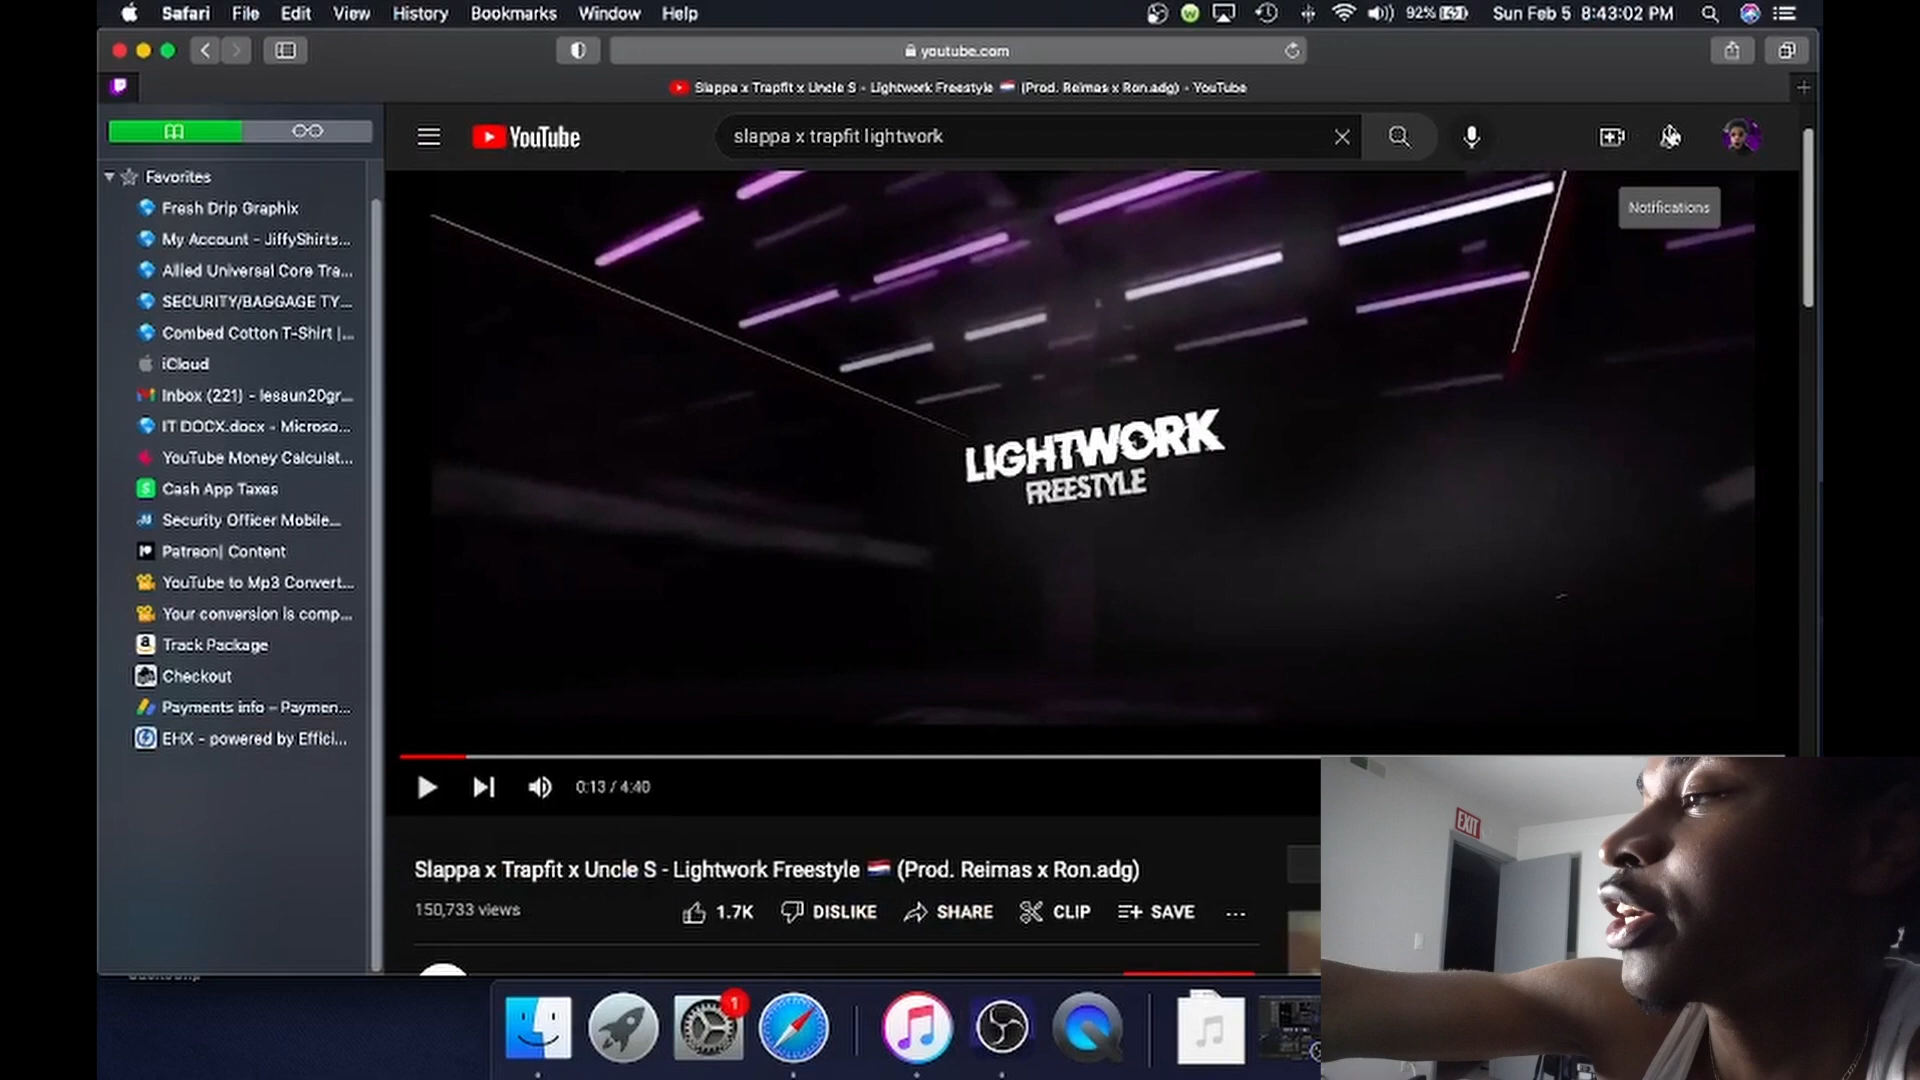 Safari File Edit View History Bookmarks Window Help
92% Sun Feb 5 8:43:02 PM
youtube.com
Slappa x Trapfit x Uncle S - Lightwork Freestyle 🇳🇱 (Prod. Reimas x Ron.adg) - YouTube
YouTube
slappa x trapfit lightwork
Notifications
Favorites
Fresh Drip Graphix
My Account - JiffyShirts...
Allied Universal Core Tra...
SECURITY/BAGGAGE TY...
Combed Cotton T-Shirt |...
iCloud
Inbox (221) - lesaun20gr...
IT DOCX.docx - Microso...
YouTube Money Calculat...
Cash App Taxes
Security Officer Mobile...
Patreon| Content
YouTube to Mp3 Convert...
Your conversion is comp...
Track Package
Checkout
Payments info – Paymen...
EHX - powered by Effici...
LIGHTWORK
FREESTYLE
0:13 / 4:40
EXIT
Slappa x Trapfit x Uncle S - Lightwork Freestyle 🇳🇱 (Prod. Reimas x Ron.adg)
150,733 views
1.7K DISLIKE SHARE CLIP SAVE ...
1